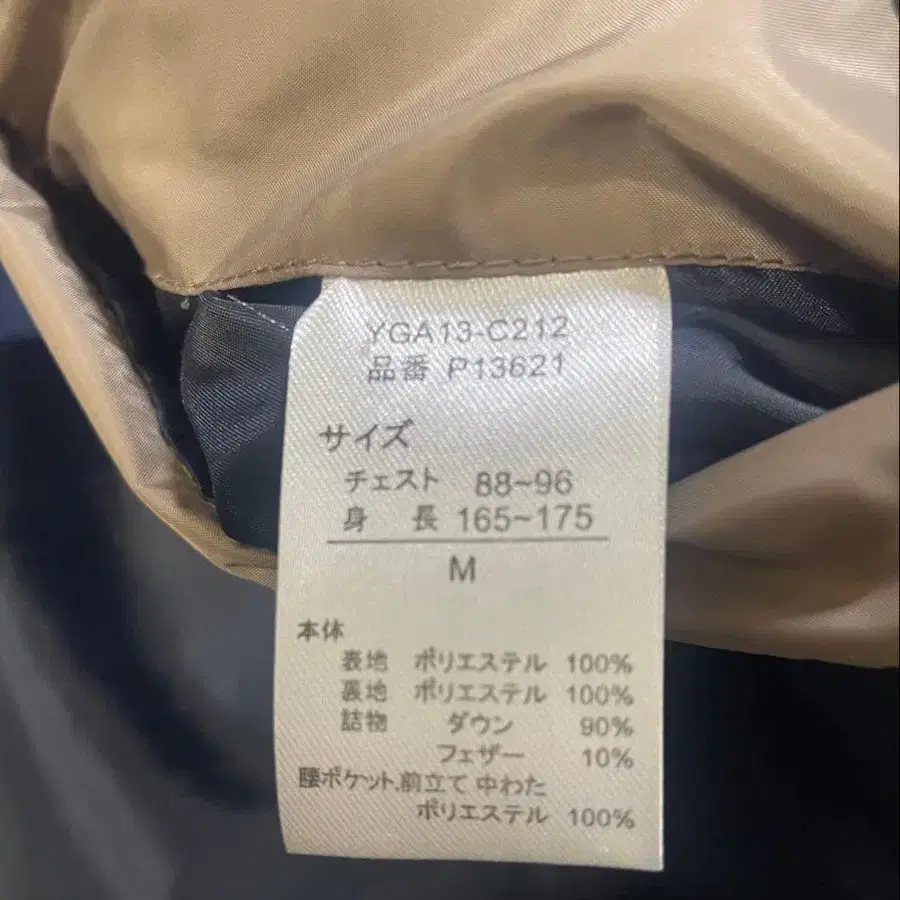 YGA13-C212
品番 P13621
サイズ
チェスト 88~96
身 長 165~175
M
本体
表地 ポリエステル 100%
裏地 ポリエステル 100%
詰物 ダウン 90%
フェザー 10%
腰ポケット,前立て 中わた
ポリエステル 100%